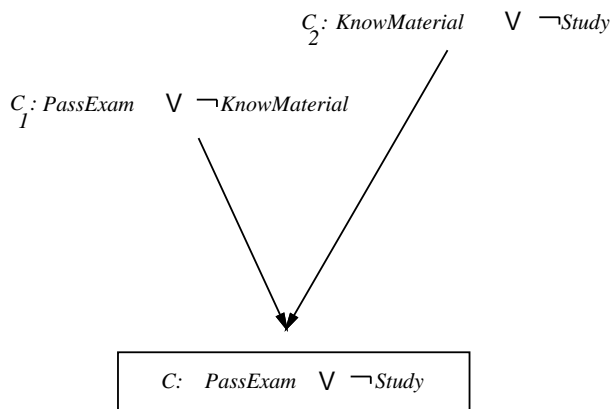 C₂: KnowMaterial ∨ ¬Study
C₁: PassExam ∨ ¬KnowMaterial
C: PassExam ∨ ¬Study